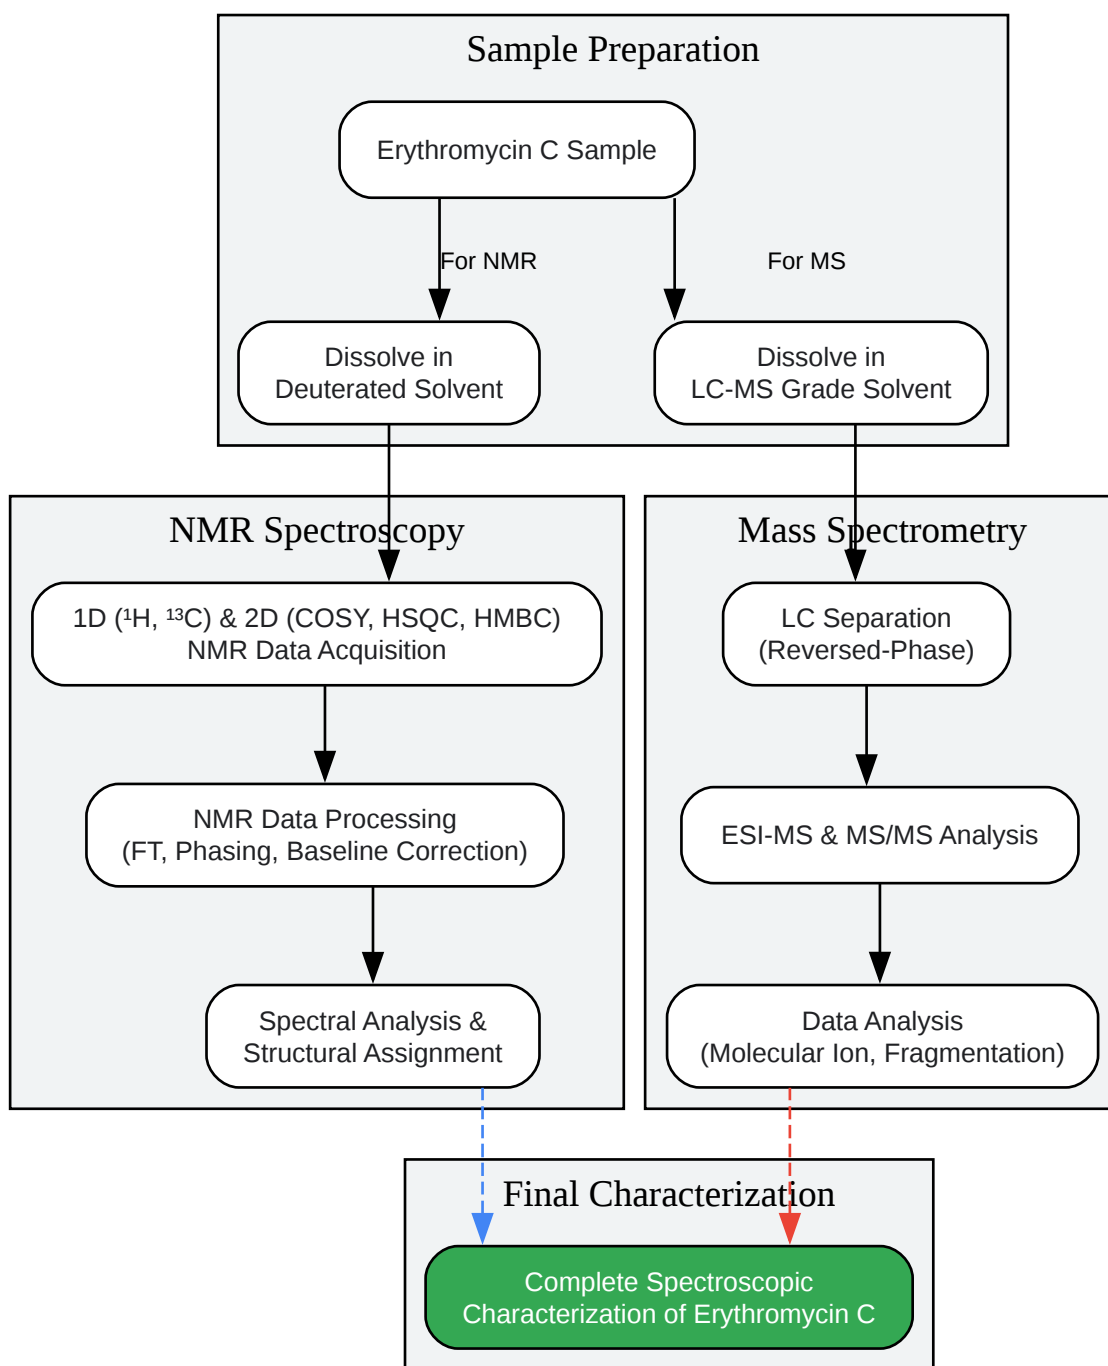 Sample Preparation
Erythromycin C Sample
For NMR
For MS
Dissolve in
Deuterated Solvent
Dissolve in
LC-MS Grade Solvent
NMR Spectroscopy
1D (¹H, ¹³C) & 2D (COSY, HSQC, HMBC)
NMR Data Acquisition
NMR Data Processing
(FT, Phasing, Baseline Correction)
Spectral Analysis &
Structural Assignment
Mass Spectrometry
LC Separation
(Reversed-Phase)
ESI-MS & MS/MS Analysis
Data Analysis
(Molecular Ion, Fragmentation)
Final Characterization
Complete Spectroscopic
Characterization of Erythromycin C